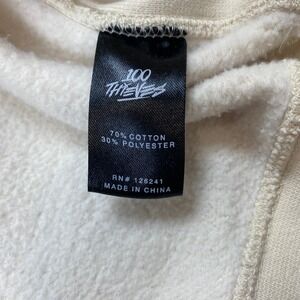 100
THIEVES
70% COTTON
30% POLYESTER
RN# 126241
MADE IN CHINA